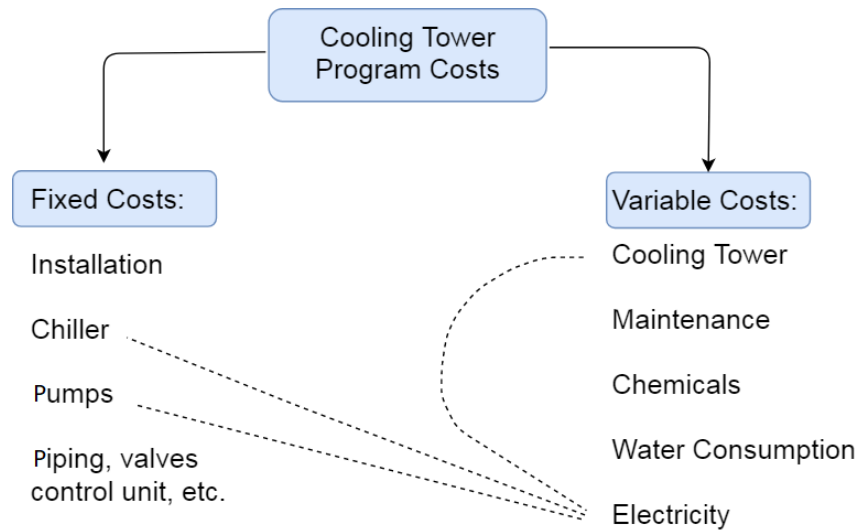 Cooling Tower
Program Costs
Fixed Costs:
Installation
Chiller
Pumps
Piping, valves
control unit, etc.
Variable Costs:
Cooling Tower
Maintenance
Chemicals
Water Consumption
Electricity